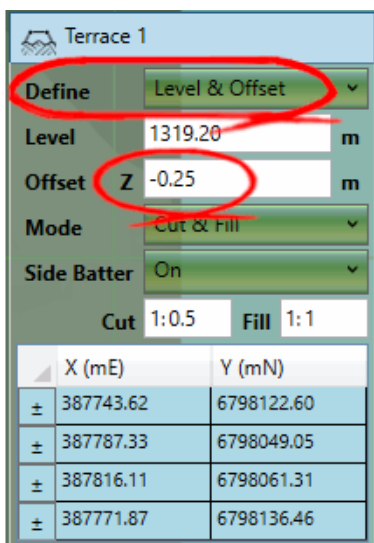 Terrace 1
Define Level & Offset
Level 1319.20 m
Offset Z -0.25 m
Mode Cut & Fill
Side Batter On
Cut 1:0.5 Fill 1:1
X (mE) Y (mN)
± 387743.62 6798122.60
± 387787.33 6798049.05
± 387816.11 6798061.31
± 387771.87 6798136.46